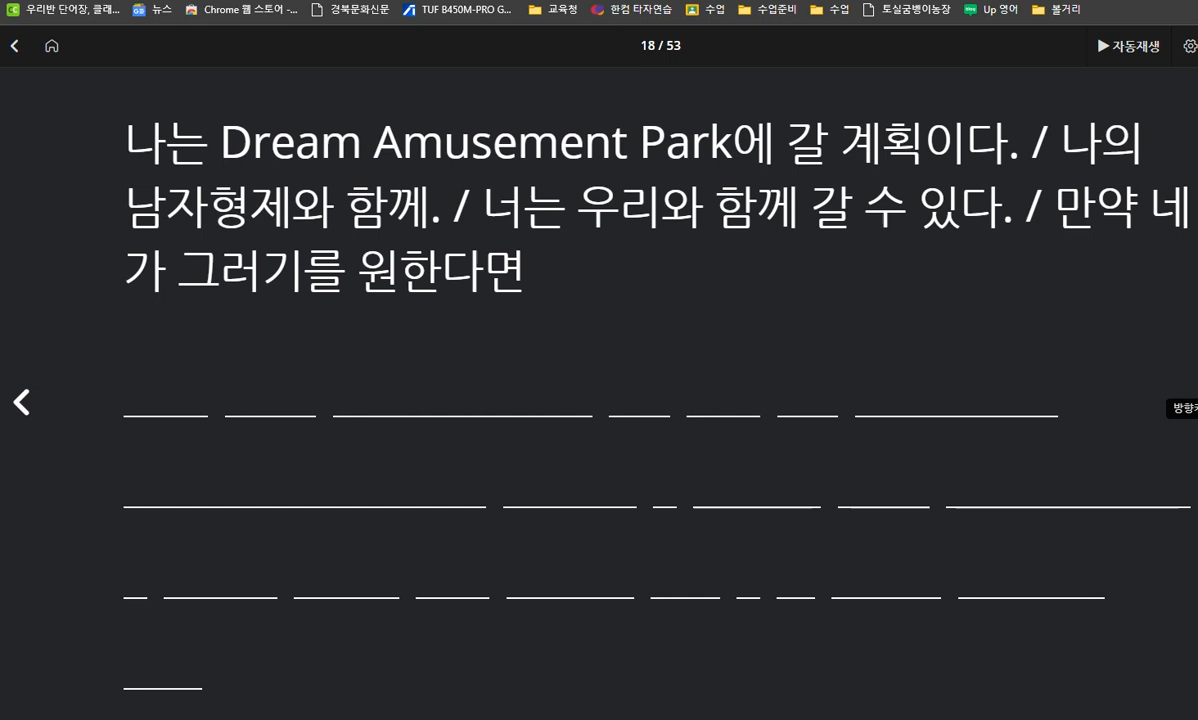 우리반 단어장, 클래... 뉴스 Chrome 웹 스토어 -... 경북문화신문 TUF B450M-PRO G... 교육청 한컴 타자연습 수업 수업준비 수업 토실굼벵이농장 Up 영어 볼거리
18 / 53 자동재생
나는 Dream Amusement Park에 갈 계획이다. / 나의
남자형제와 함께. / 너는 우리와 함께 갈 수 있다. / 만약 네
가 그러기를 원한다면
방향키